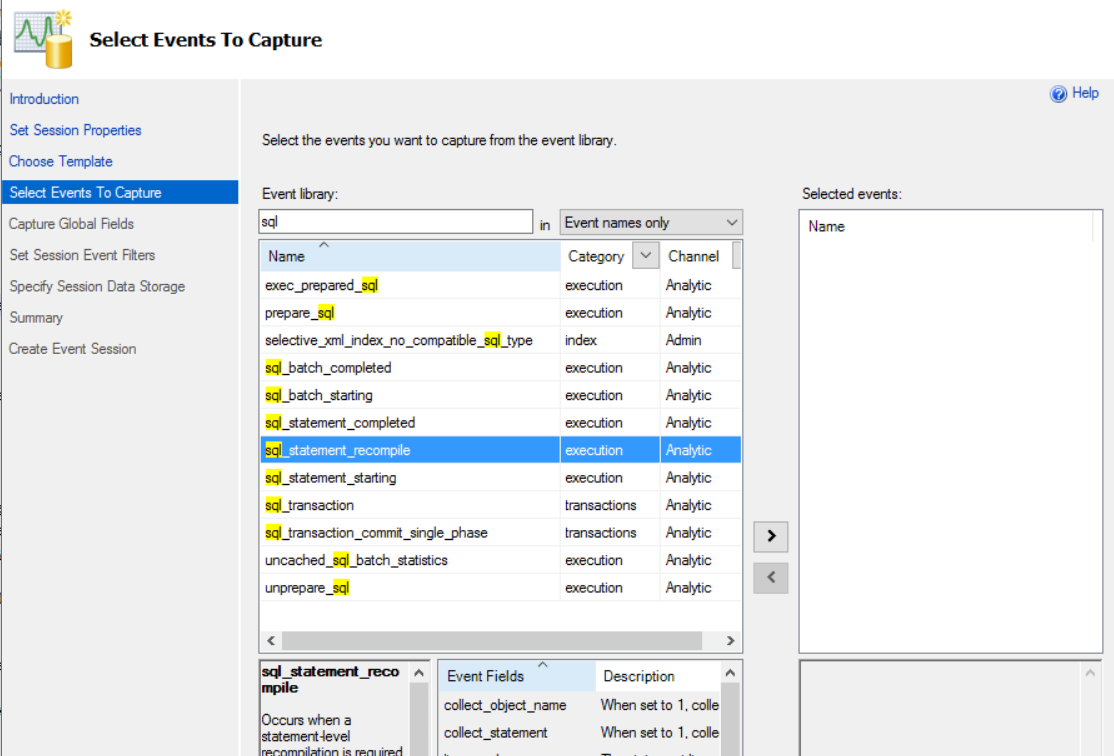 Select Events To Capture
Introduction
Set Session Properties
Choose Template
Select Events To Capture
Capture Global Fields
Set Session Event Filters
Specify Session Data Storage
Summary
Create Event Session
Help
Select the events you want to capture from the event library.
Event library:
sql in Event names only
Name Category Channel
exec_prepared_sql execution Analytic
prepare_sql execution Analytic
selective_xml_index_no_compatible_sql_type index Admin
sql_batch_completed execution Analytic
sql_batch_starting execution Analytic
sql_statement_completed execution Analytic
sql_statement_recompile execution Analytic
sql_statement_starting execution Analytic
sql_transaction transactions Analytic
sql_transaction_commit_single_phase transactions Analytic
uncached_sql_batch_statistics execution Analytic
unprepare_sql execution Analytic
Selected events:
Name
sql_statement_reco
mpile
Occurs when a
statement-level
recompilation is required
Event Fields Description
collect_object_name When set to 1, colle
collect_statement When set to 1, colle